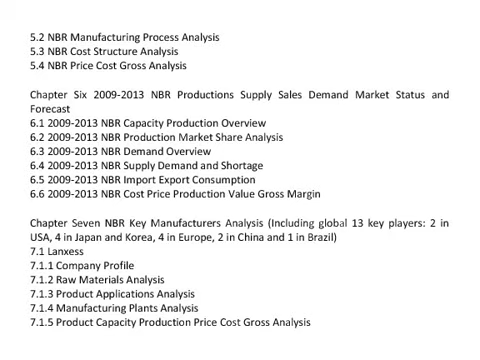 5.2 NBR Manufacturing Process Analysis
5.3 NBR Cost Structure Analysis
5.4 NBR Price Cost Gross Analysis
Chapter Six 2009-2013 NBR Productions Supply Sales Demand Market Status and
Forecast
6.1 2009-2013 NBR Capacity Production Overview
6.2 2009-2013 NBR Production Market Share Analysis
6.3 2009-2013 NBR Demand Overview
6.4 2009-2013 NBR Supply Demand and Shortage
6.5 2009-2013 NBR Import Export Consumption
6.6 2009-2013 NBR Cost Price Production Value Gross Margin
Chapter Seven NBR Key Manufacturers Analysis (Including global 13 key players: 2 in
USA, 4 in Japan and Korea, 4 in Europe, 2 in China and 1 in Brazil)
7.1 Lanxess
7.1.1 Company Profile
7.1.2 Raw Materials Analysis
7.1.3 Product Applications Analysis
7.1.4 Manufacturing Plants Analysis
7.1.5 Product Capacity Production Price Cost Gross Analysis